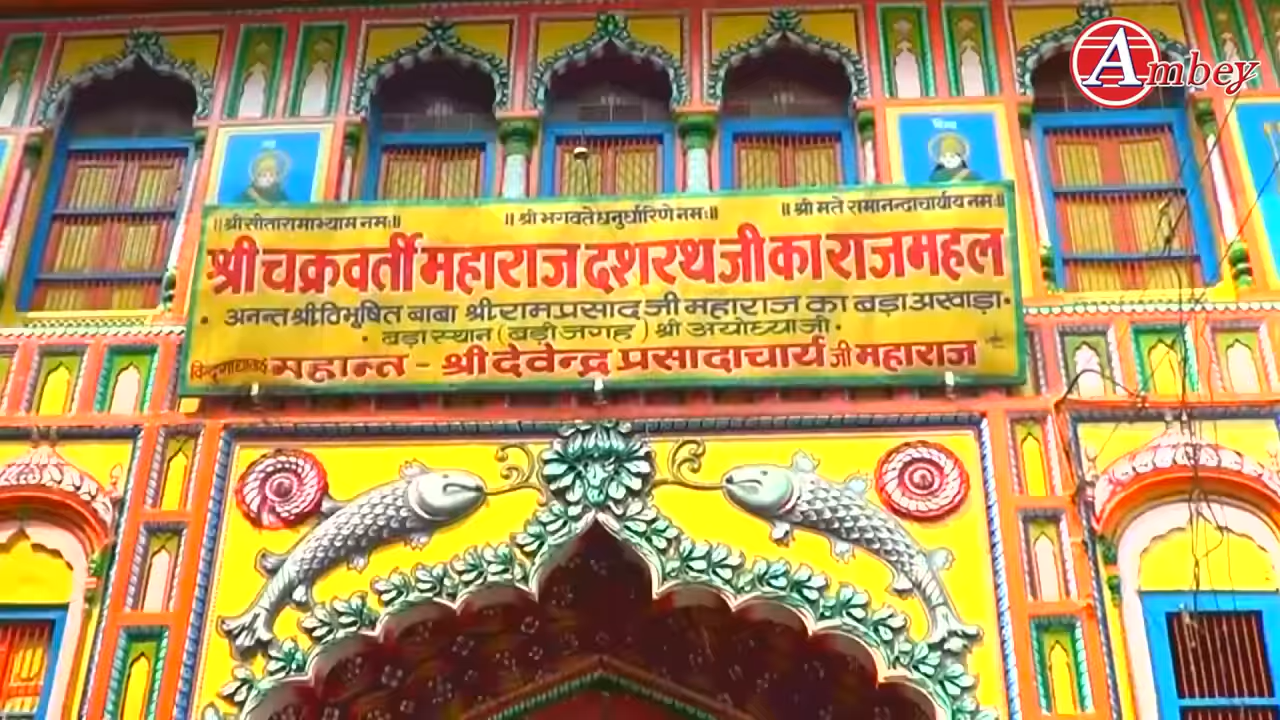 Ambey
॥ श्री सीतारामाभ्याम नमः॥ ॥ श्री भगवते धनुर्धारिणे नमः॥ ॥ श्री मते रामानन्दाचार्याय नमः॥
श्री चक्रवर्ती महाराज दशरथ जी का राजमहल
• अनन्त श्री विभूषित बाबा श्री राम प्रसाद जी महाराज का बड़ा अखाड़ा •
• बड़ा स्थान (बड़ी जगह) श्री अयोध्या जी •
महान्त - श्री देवेन्द्र प्रसादाचार्य जी महाराज